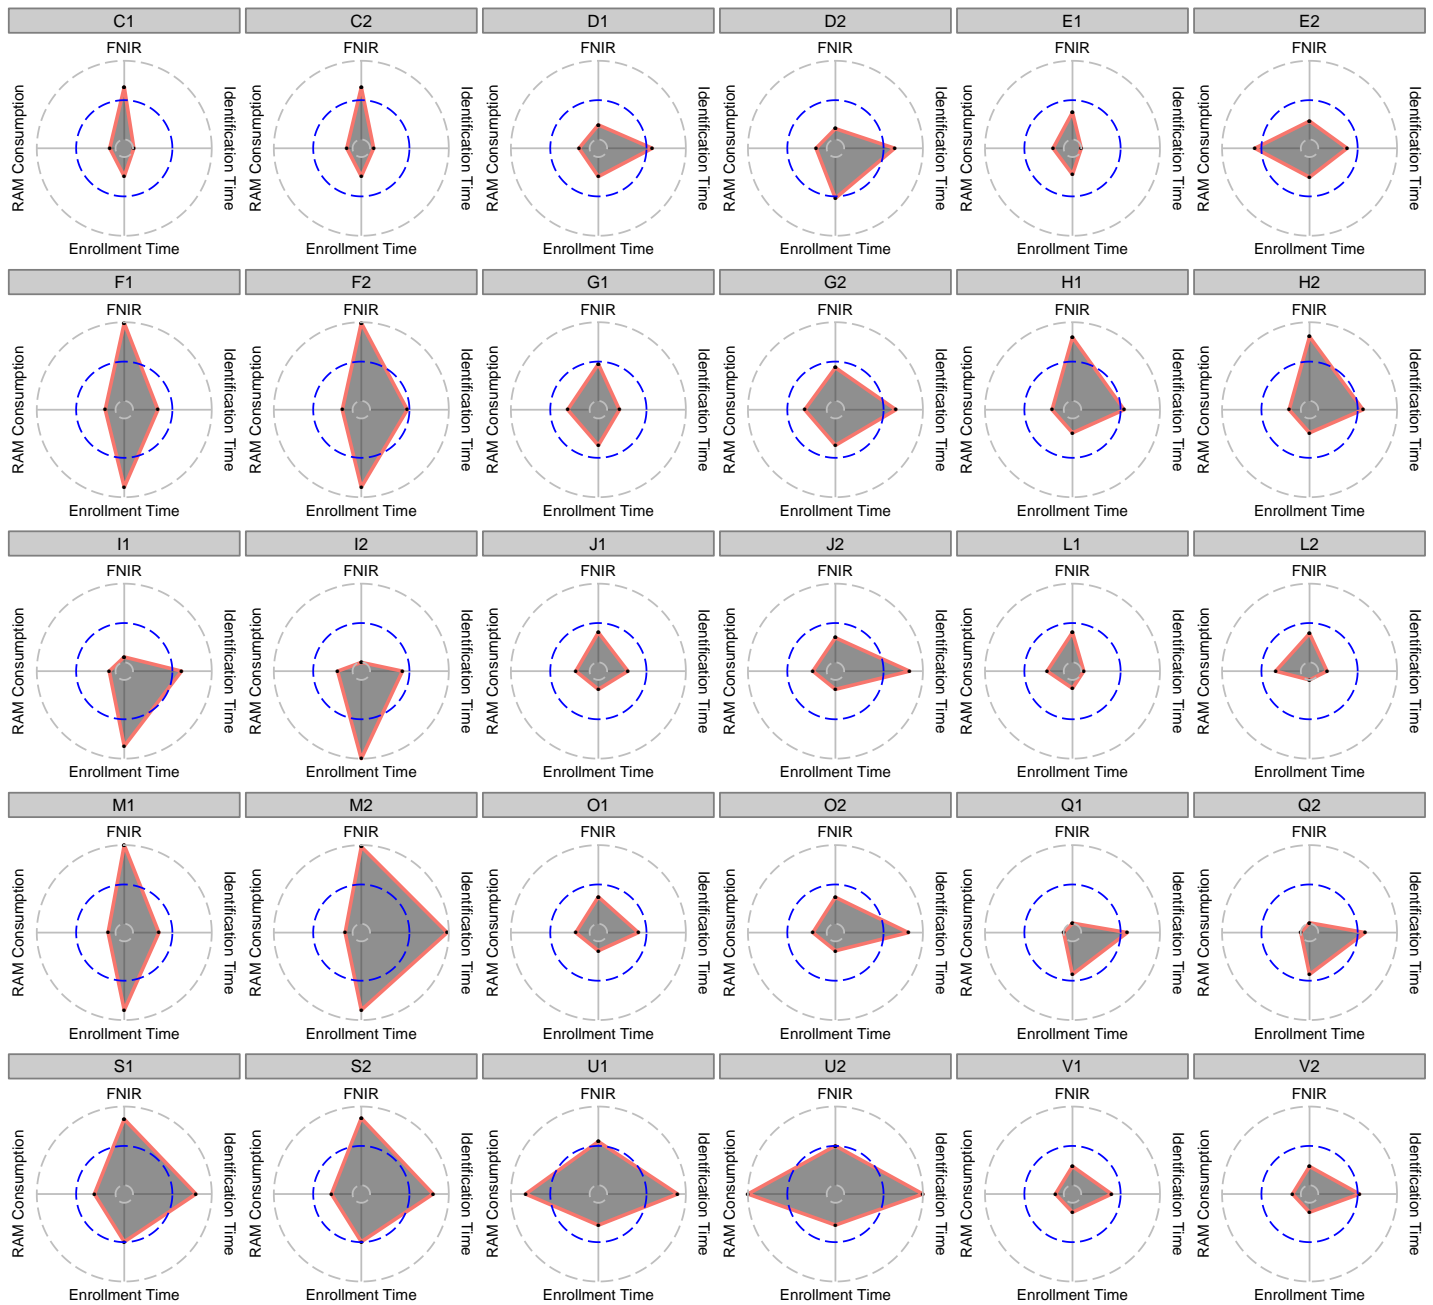 C1 C2 D1 D2 E1 E2
FNIR FNIR FNIR FNIR FNIR FNIR
RAM Consumption Identification Time RAM Consumption Identification Time RAM Consumption Identification Time RAM Consumption Identification Time RAM Consumption Identification Time RAM Consumption Identification Time
Enrollment Time Enrollment Time Enrollment Time Enrollment Time Enrollment Time Enrollment Time
F1 F2 G1 G2 H1 H2
FNIR FNIR FNIR FNIR FNIR FNIR
RAM Consumption Identification Time RAM Consumption Identification Time RAM Consumption Identification Time RAM Consumption Identification Time RAM Consumption Identification Time RAM Consumption Identification Time
Enrollment Time Enrollment Time Enrollment Time Enrollment Time Enrollment Time Enrollment Time
I1 I2 J1 J2 L1 L2
FNIR FNIR FNIR FNIR FNIR FNIR
RAM Consumption Identification Time RAM Consumption Identification Time RAM Consumption Identification Time RAM Consumption Identification Time RAM Consumption Identification Time RAM Consumption Identification Time
Enrollment Time Enrollment Time Enrollment Time Enrollment Time Enrollment Time Enrollment Time
M1 M2 O1 O2 Q1 Q2
FNIR FNIR FNIR FNIR FNIR FNIR
RAM Consumption Identification Time RAM Consumption Identification Time RAM Consumption Identification Time RAM Consumption Identification Time RAM Consumption Identification Time RAM Consumption Identification Time
Enrollment Time Enrollment Time Enrollment Time Enrollment Time Enrollment Time Enrollment Time
S1 S2 U1 U2 V1 V2
FNIR FNIR FNIR FNIR FNIR FNIR
RAM Consumption Identification Time RAM Consumption Identification Time RAM Consumption Identification Time RAM Consumption Identification Time RAM Consumption Identification Time RAM Consumption Identification Time
Enrollment Time Enrollment Time Enrollment Time Enrollment Time Enrollment Time Enrollment Time